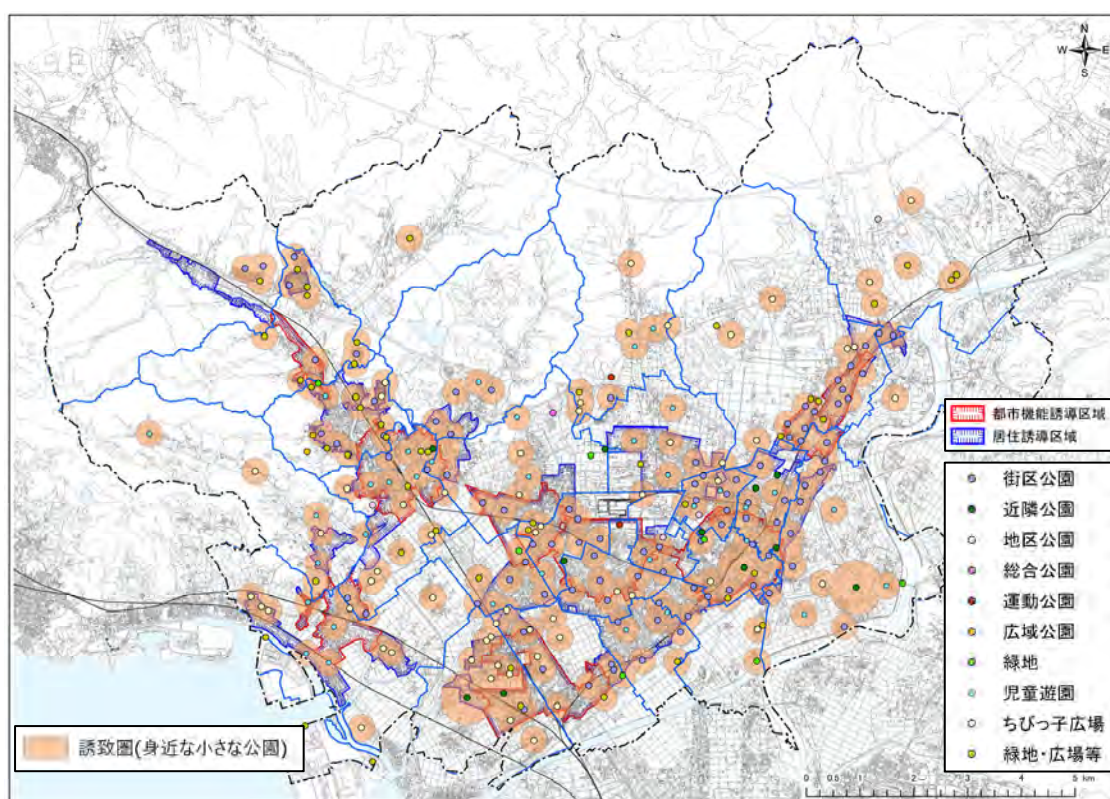 N
W E
S
都市機能誘導区域
居住誘導区域
街区公園
近隣公園
地区公園
総合公園
運動公園
広域公園
緑地
児童遊園
ちびっ子広場
緑地・広場等
誘致圏(身近な小さな公園)
0 0.5 1 2 3 4 5 km